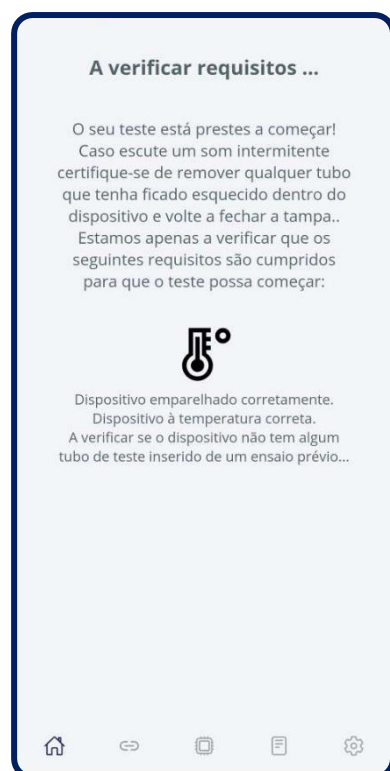 A verificar requisitos ...
O seu teste está prestes a começar!
Caso escute um som intermitente
certifique-se de remover qualquer tubo
que tenha ficado esquecido dentro do
dispositivo e volte a fechar a tampa..
Estamos apenas a verificar que os
seguintes requisitos são cumpridos
para que o teste possa começar:
Dispositivo emparelhado corretamente.
Dispositivo à temperatura correta.
A verificar se o dispositivo não tem algum
tubo de teste inserido de um ensaio prévio...